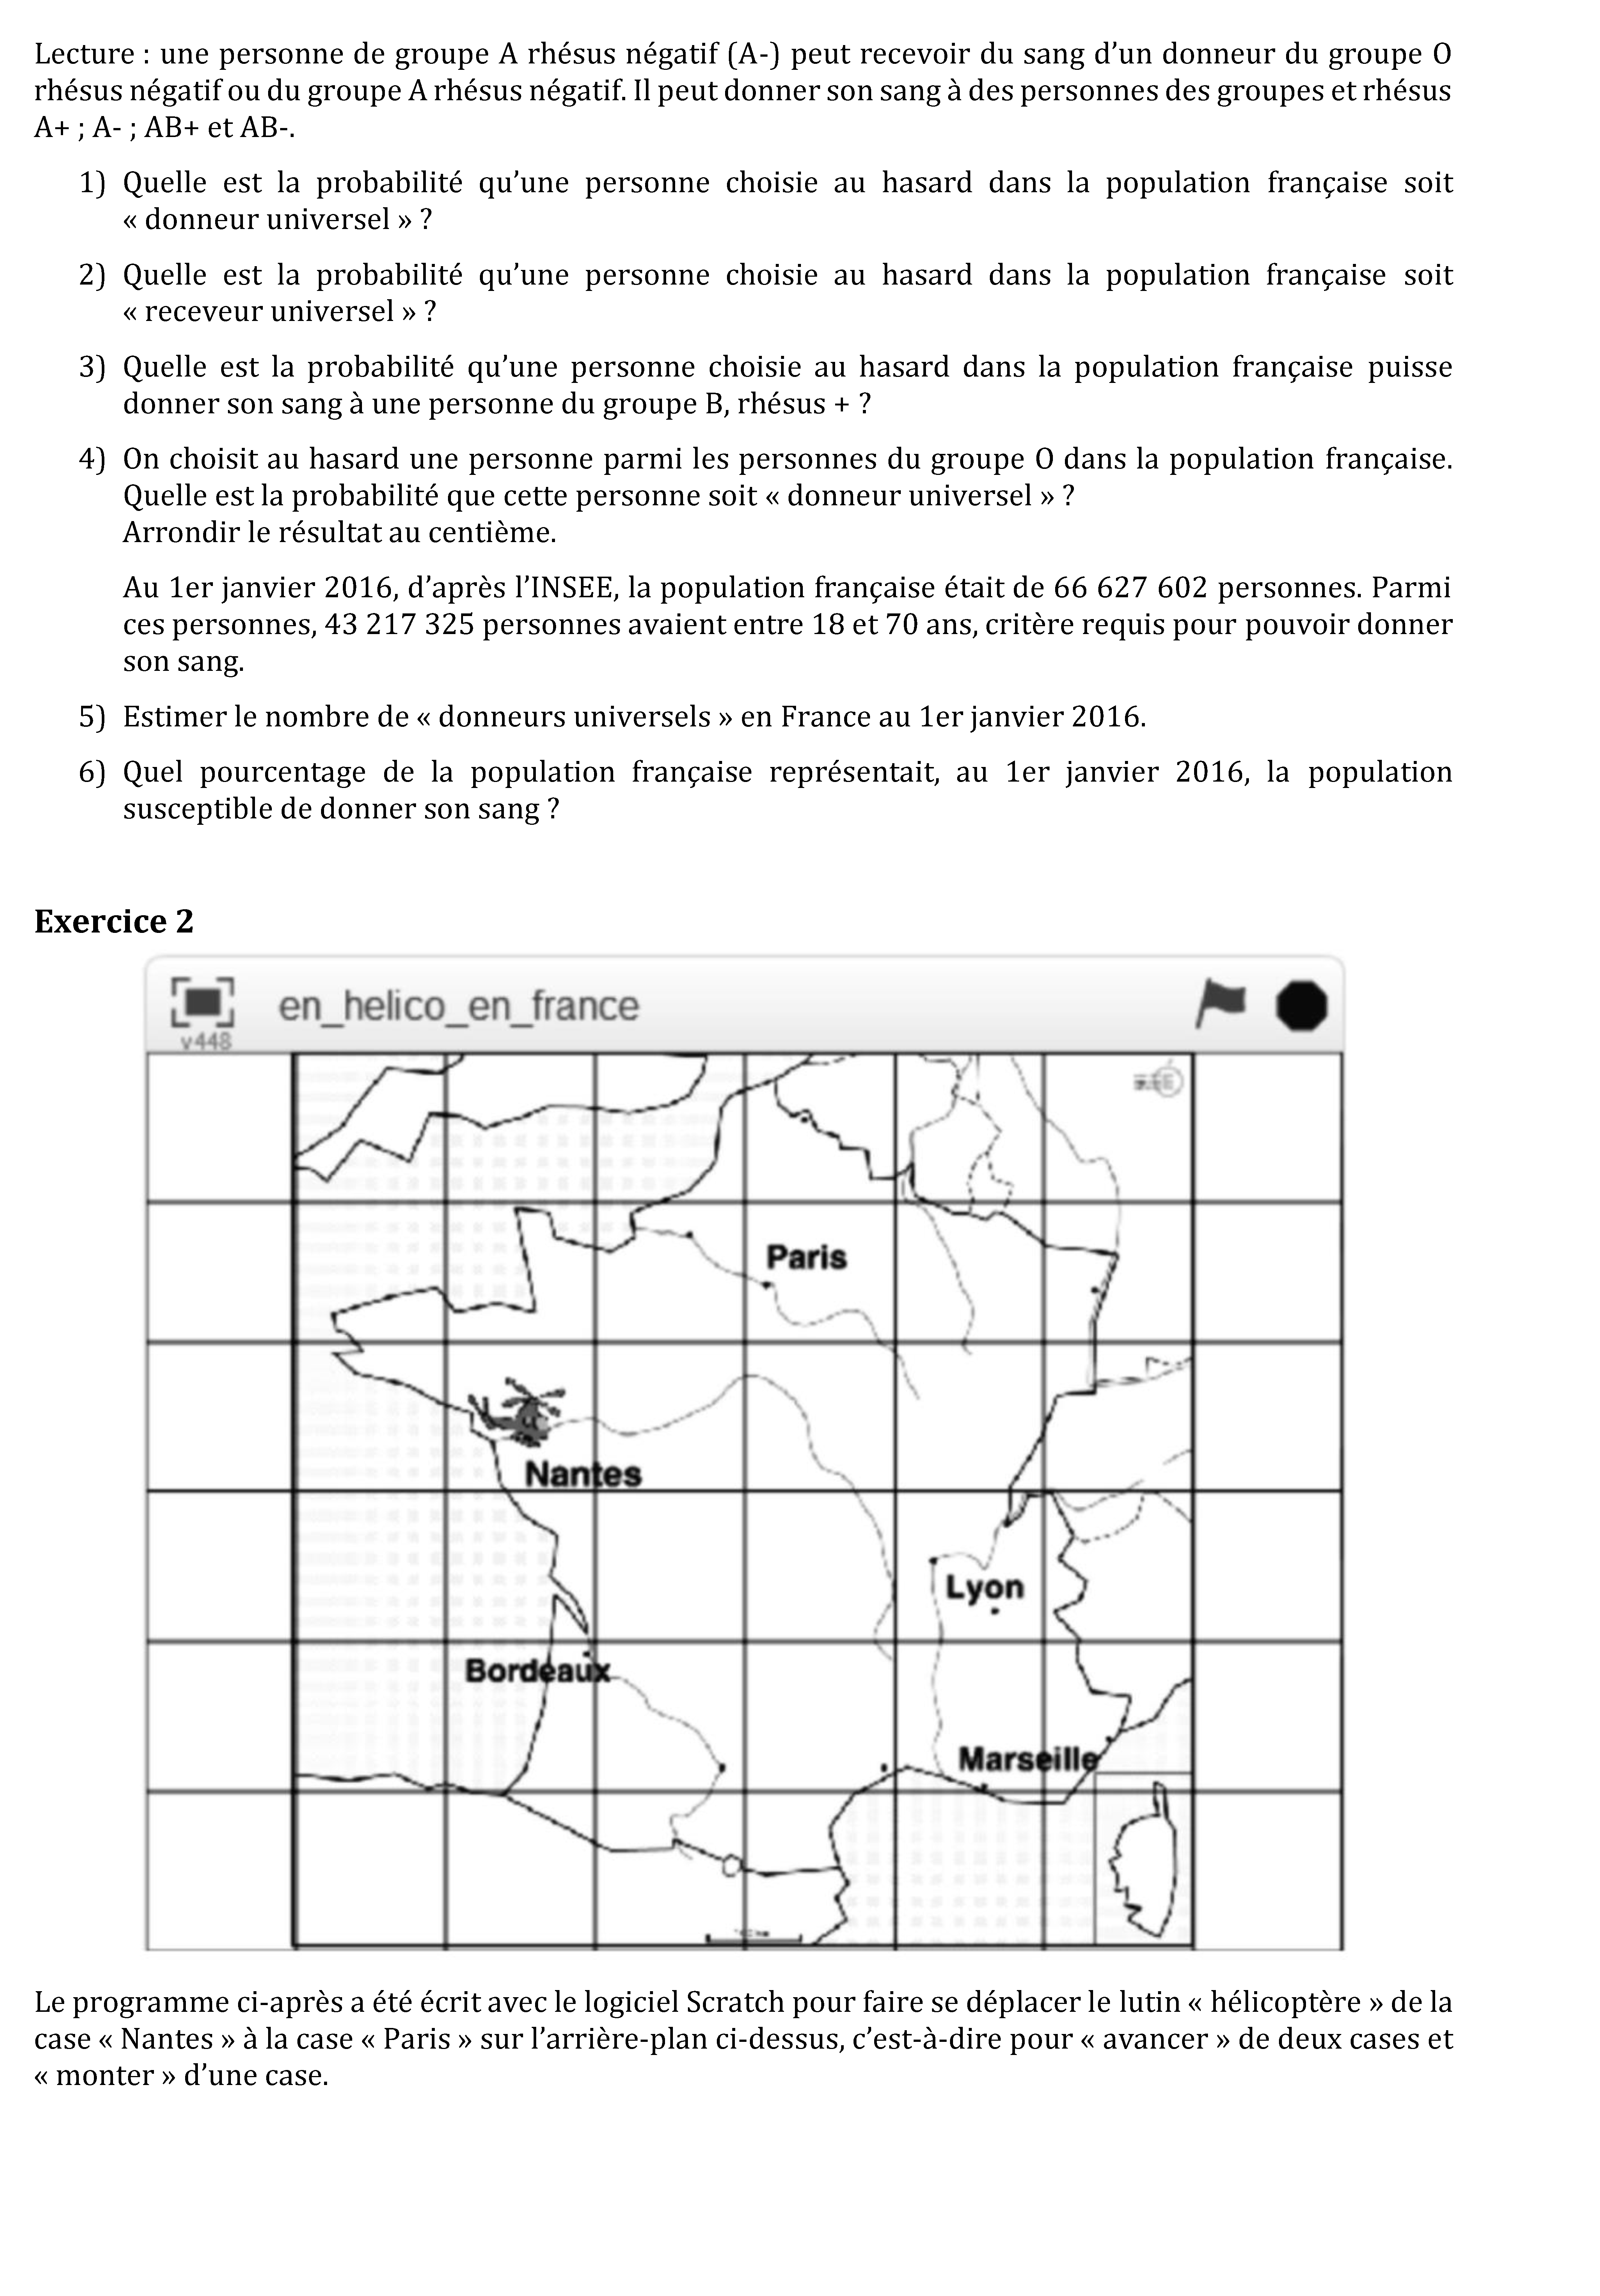 Lecture : une personne de groupe A rhésus négatif (A-) peut recevoir du sang d’un donneur du groupe O
rhésus négatif ou du groupe A rhésus négatif. Il peut donner son sang à des personnes des groupes et rhésus
A+ ; A- ; AB+ et AB-.
1) Quelle est la probabilité qu’une personne choisie au hasard dans la population française soit
« donneur universel » ?
2) Quelle est la probabilité qu’une personne choisie au hasard dans la population française soit
« receveur universel » ?
3) Quelle est la probabilité qu’une personne choisie au hasard dans la population française puisse
donner son sang à une personne du groupe B, rhésus + ?
4) On choisit au hasard une personne parmi les personnes du groupe O dans la population française.
Quelle est la probabilité que cette personne soit « donneur universel » ?
Arrondir le résultat au centième.
Au 1er janvier 2016, d’après l’INSEE, la population française était de 66 627 602 personnes. Parmi
ces personnes, 43 217 325 personnes avaient entre 18 et 70 ans, critère requis pour pouvoir donner
son sang.
5) Estimer le nombre de « donneurs universels » en France au 1er janvier 2016.
6) Quel pourcentage de la population française représentait, au 1er janvier 2016, la population
susceptible de donner son sang ?
Exercice 2
en_helico_en_france
v448
Paris
Nantes
Lyon
Bordeaux
Marseille
Le programme ci-après a été écrit avec le logiciel Scratch pour faire se déplacer le lutin « hélicoptère » de la
case « Nantes » à la case « Paris » sur l’arrière-plan ci-dessus, c’est-à-dire pour « avancer » de deux cases et
« monter » d’une case.